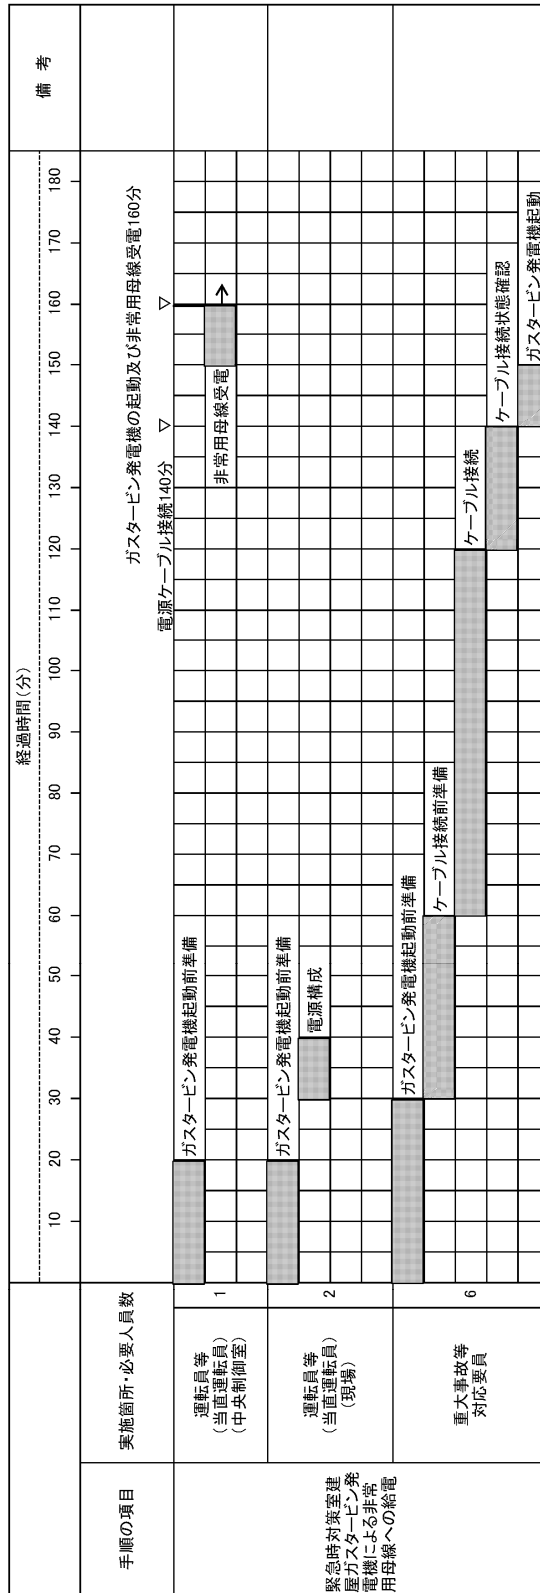 経過時間(分)
備 考
手順の項目
実施箇所・必要人員数
10 20 30 40 50 60 70 80 90 100 110 120 130 140 150 160 170 180
ガスタービン発電機の起動及び非常用母線受電160分
▽
電源ケーブル接続140分
▽
緊急時対策室建
屋ガスタービン発
電機による非常
用母線への給電
運転員等
(当直運転員)
(中央制御室)
1
ガスタービン発電機起動前準備
非常用母線受電
運転員等
(当直運転員)
(現場)
2
ガスタービン発電機起動前準備
電源構成
重大事故等
対応要員
6
ガスタービン発電機起動前準備
ケーブル接続前準備
ケーブル接続
ケーブル接続状態確認
ガスタービン発電機起動